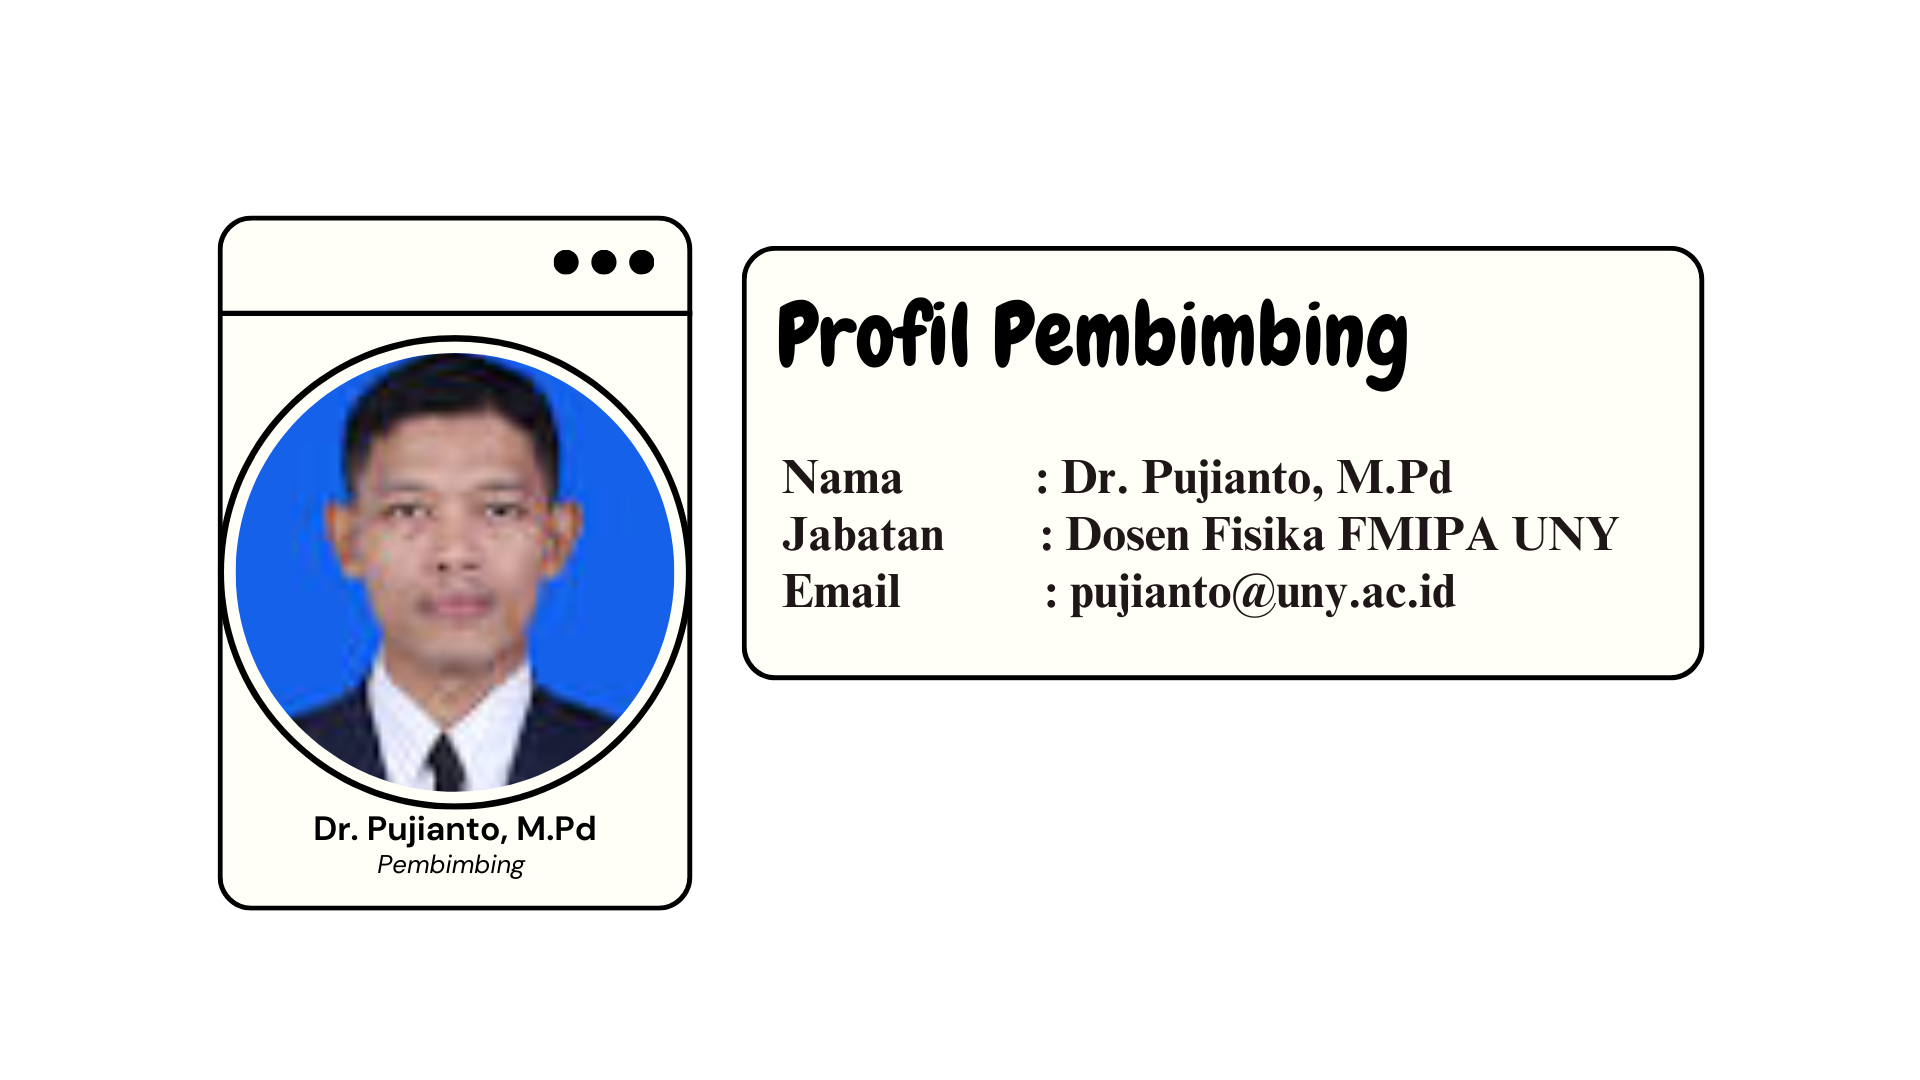 Dr. Pujianto, M.Pd
Pembimbing
Profil Pembimbing
Nama : Dr. Pujianto, M.Pd
Jabatan : Dosen Fisika FMIPA UNY
Email : pujianto@uny.ac.id